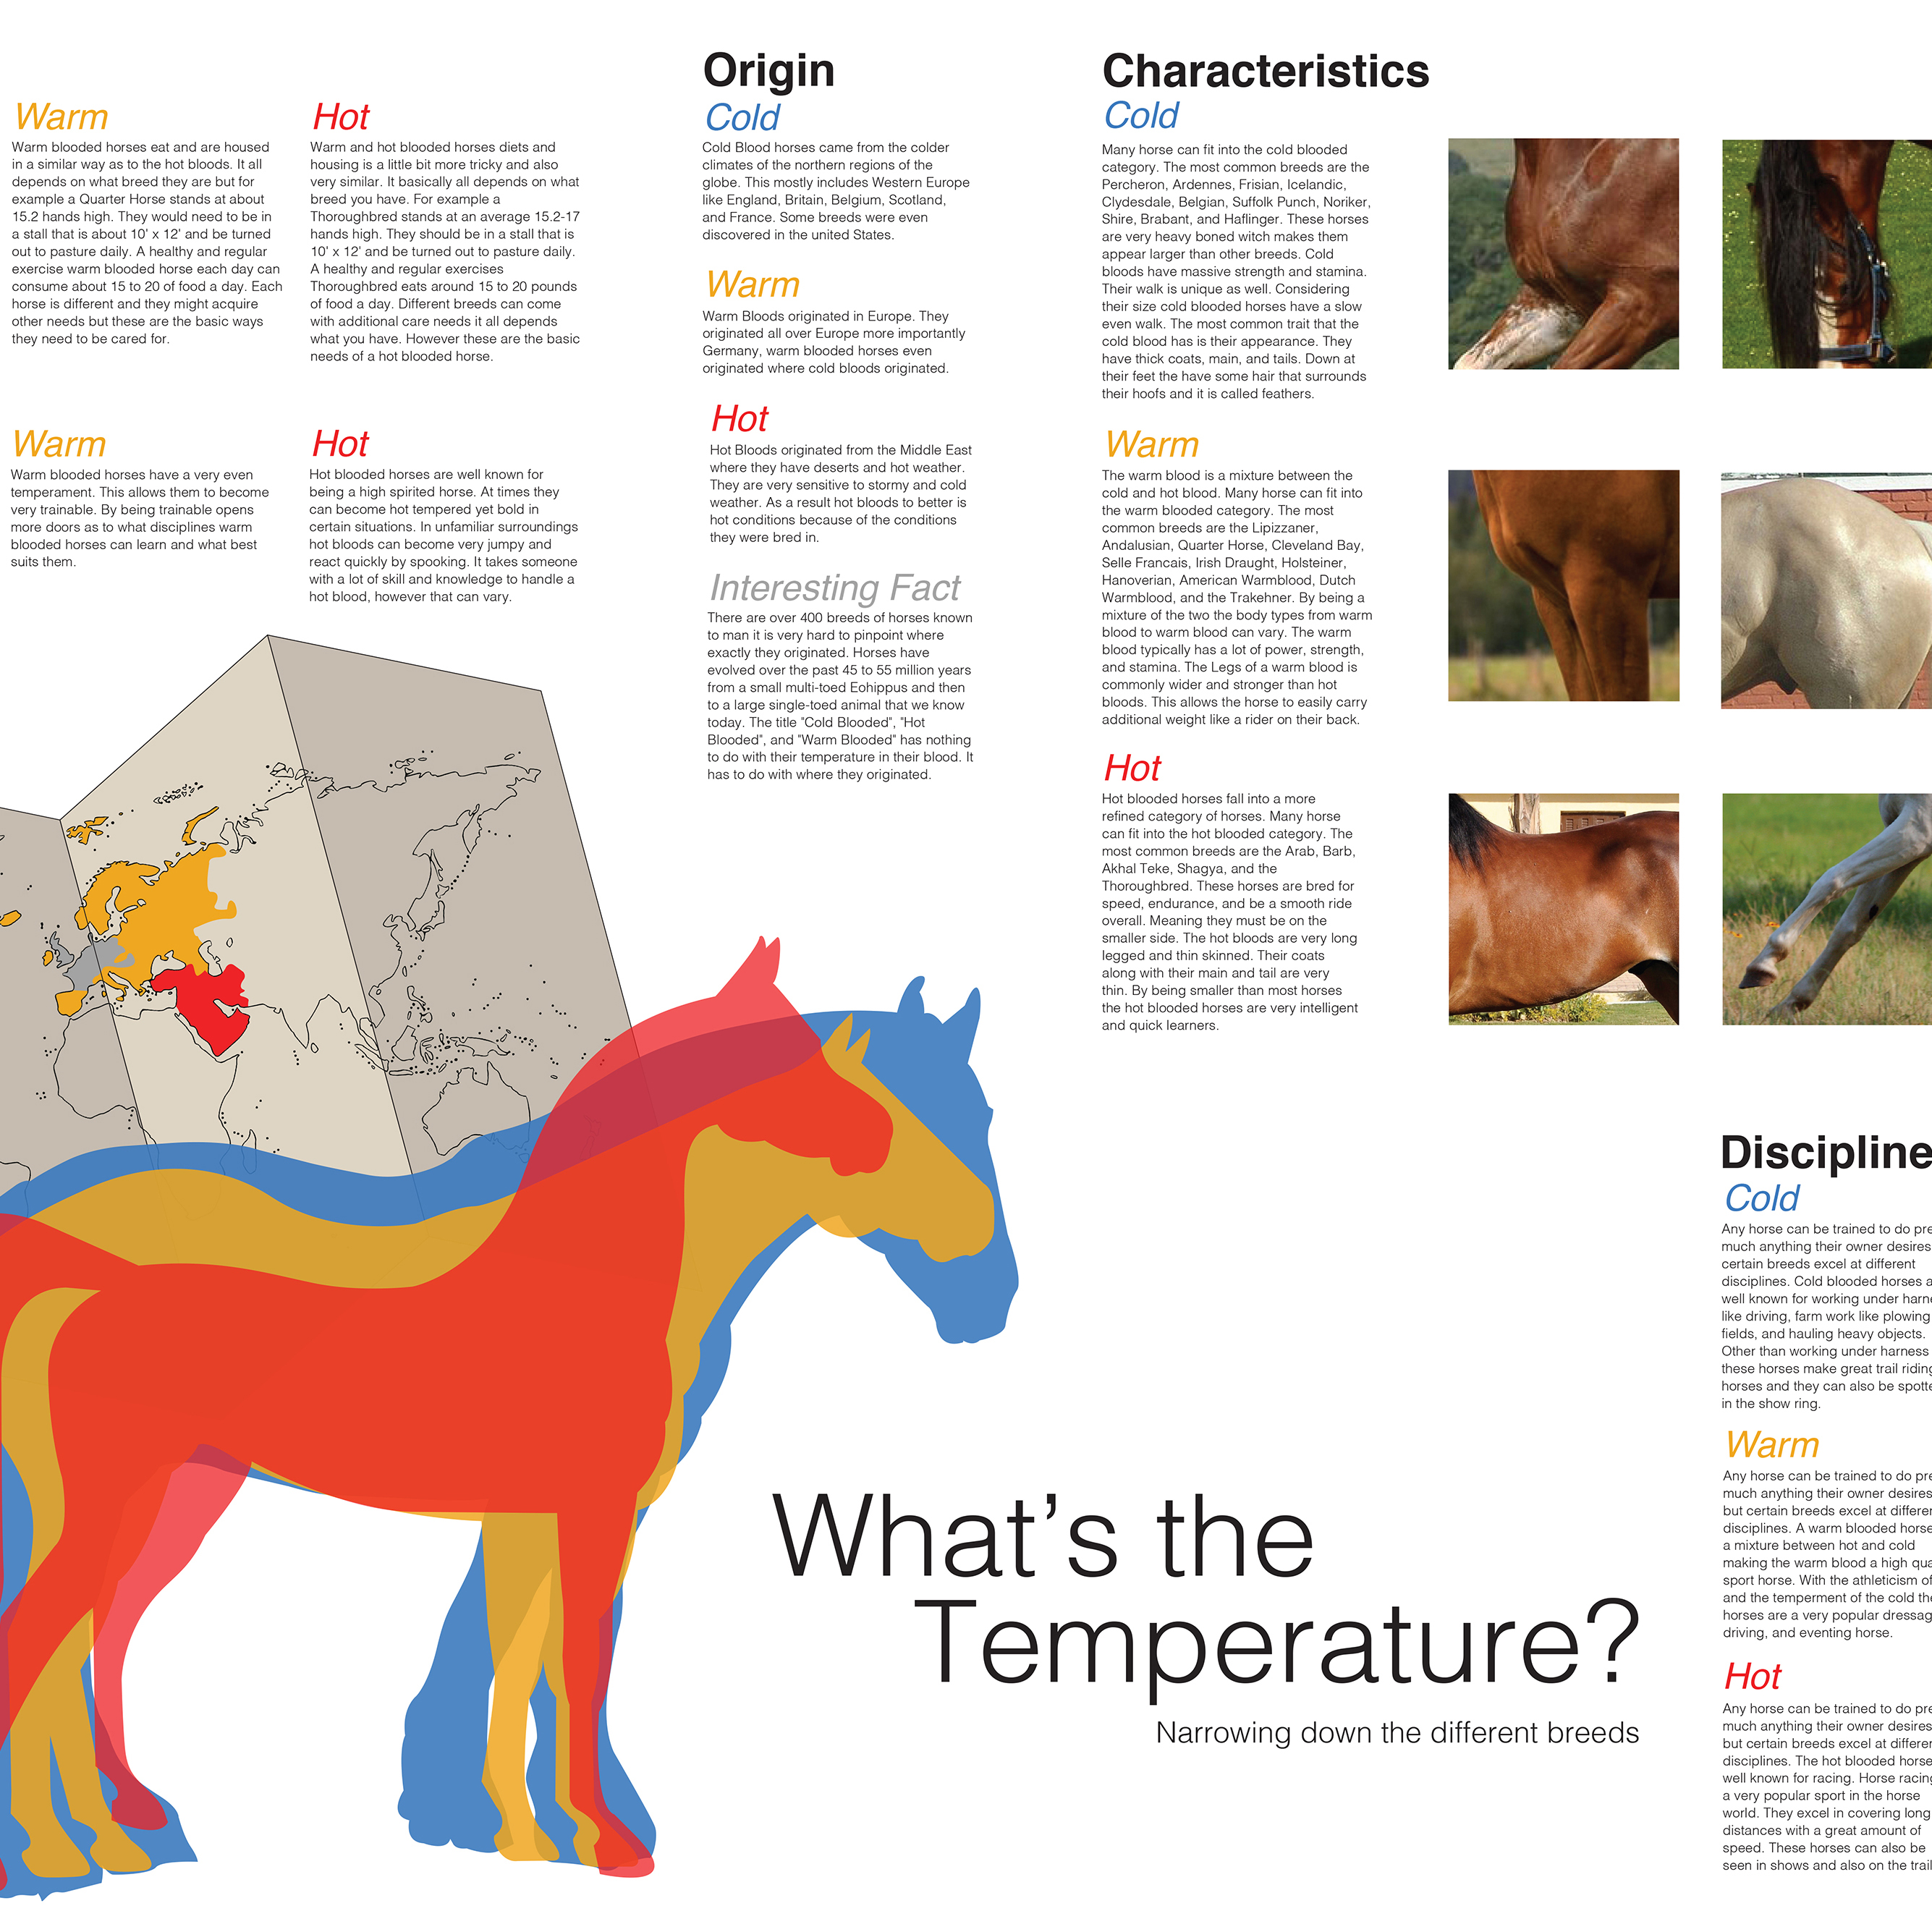 Warm
Warm blooded horses eat and are housed
in a similar way as to the hot bloods. It all
depends on what breed they are but for
example a Quarter Horse stands at about
15.2 hands high. They would need to be in
a stall that is about 10' x 12' and be turned
out to pasture daily. A healthy and regular
exercise warm blooded horse each day can
consume about 15 to 20 of food a day. Each
horse is different and they might acquire
other needs but these are the basic ways
they need to be cared for.
Hot
Warm and hot blooded horses diets and
housing is a little bit more tricky and also
very similar. It basically all depends on what
breed you have. For example a
Thoroughbred stands at an average 15.2-17
hands high. They should be in a stall that is
10' x 12' and be turned out to pasture daily.
A healthy and regular exercises
Thoroughbred eats around 15 to 20 pounds
of food a day. Different breeds can come
with additional care needs it all depends
what you have. However these are the basic
needs of a hot blooded horse.
Warm
Warm blooded horses have a very even
temperament. This allows them to become
very trainable. By being trainable opens
more doors as to what disciplines warm
blooded horses can learn and what best
suits them.
Hot
Hot blooded horses are well known for
being a high spirited horse. At times they
can become hot tempered yet bold in
certain situations. In unfamiliar surroundings
hot bloods can become very jumpy and
react quickly by spooking. It takes someone
with a lot of skill and knowledge to handle a
hot blood, however that can vary.
Origin
Cold
Cold Blood horses came from the colder
climates of the northern regions of the
globe. This mostly includes Western Europe
like England, Britain, Belgium, Scotland,
and France. Some breeds were even
discovered in the united States.
Warm
Warm Bloods originated in Europe. They
originated all over Europe more importantly
Germany, warm blooded horses even
originated where cold bloods originated.
Hot
Hot Bloods originated from the Middle East
where they have deserts and hot weather.
They are very sensitive to stormy and cold
weather. As a result hot bloods to better is
hot conditions because of the conditions
they were bred in.
Interesting Fact
There are over 400 breeds of horses known
to man it is very hard to pinpoint where
exactly they originated. Horses have
evolved over the past 45 to 55 million years
from a small multi-toed Eohippus and then
to a large single-toed animal that we know
today. The title "Cold Blooded", "Hot
Blooded", and "Warm Blooded" has nothing
to do with their temperature in their blood. It
has to do with where they originated.
Characteristics
Cold
Many horse can fit into the cold blooded
category. The most common breeds are the
Percheron, Ardennes, Frisian, Icelandic,
Clydesdale, Belgian, Suffolk Punch, Noriker,
Shire, Brabant, and Haflinger. These horses
are very heavy boned witch makes them
appear larger than other breeds. Cold
bloods have massive strength and stamina.
Their walk is unique as well. Considering
their size cold blooded horses have a slow
even walk. The most common trait that the
cold blood has is their appearance. They
have thick coats, main, and tails. Down at
their feet the have some hair that surrounds
their hoofs and it is called feathers.
Warm
The warm blood is a mixture between the
cold and hot blood. Many horse can fit into
the warm blooded category. The most
common breeds are the Lipizzaner,
Andalusian, Quarter Horse, Cleveland Bay,
Selle Francais, Irish Draught, Holsteiner,
Hanoverian, American Warmblood, Dutch
Warmblood, and the Trakehner. By being a
mixture of the two the body types from warm
blood to warm blood can vary. The warm
blood typically has a lot of power, strength,
and stamina. The Legs of a warm blood is
commonly wider and stronger than hot
bloods. This allows the horse to easily carry
additional weight like a rider on their back.
Hot
Hot blooded horses fall into a more
refined category of horses. Many horse
can fit into the hot blooded category. The
most common breeds are the Arab, Barb,
Akhal Teke, Shagya, and the
Thoroughbred. These horses are bred for
speed, endurance, and be a smooth ride
overall. Meaning they must be on the
smaller side. The hot bloods are very long
legged and thin skinned. Their coats
along with their main and tail are very
thin. By being smaller than most horses
the hot blooded horses are very intelligent
and quick learners.
What's the
Temperature?
Narrowing down the different breeds
Discipline
Cold
Any horse can be trained to do pre
much anything their owner desires
certain breeds excel at different
disciplines. Cold blooded horses a
well known for working under harne
like driving, farm work like plowing
fields, and hauling heavy objects.
Other than working under harness
these horses make great trail riding
horses and they can also be spotte
in the show ring.
Warm
Any horse can be trained to do pre
much anything their owner desires
but certain breeds excel at differen
disciplines. A warm blooded horse
a mixture between hot and cold
making the warm blood a high qua
sport horse. With the athleticism of
and the temperment of the cold the
horses are a very popular dressag
driving, and eventing horse.
Hot
Any horse can be trained to do pre
much anything their owner desires
but certain breeds excel at differen
disciplines. The hot blooded horse
well known for racing. Horse racing
a very popular sport in the horse
world. They excel in covering long
distances with a great amount of
speed. These horses can also be
seen in shows and also on the trail